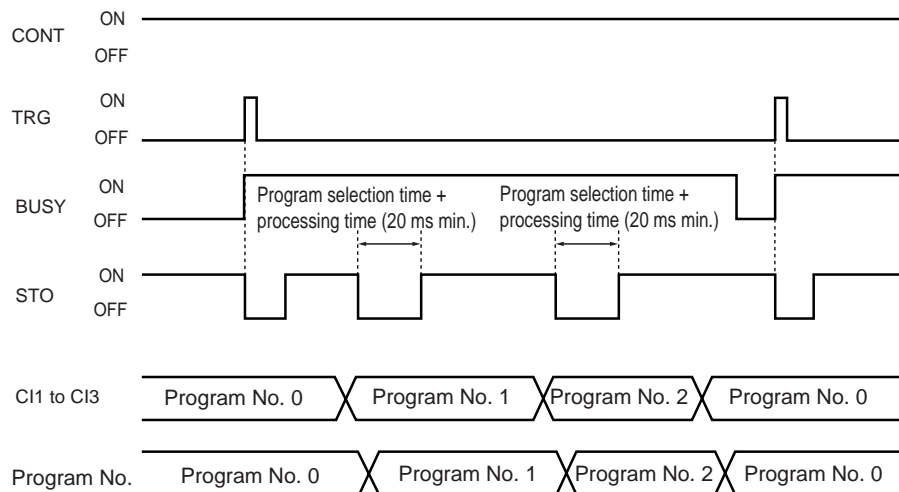 CONT
ON
OFF
TRG
ON
OFF
BUSY
ON
OFF
Program selection time +
processing time (20 ms min.)
Program selection time +
processing time (20 ms min.)
STO
ON
OFF
CI1 to CI3
Program No. 0
Program No. 1
Program No. 2
Program No. 0
Program No.
Program No. 0
Program No. 1
Program No. 2
Program No. 0